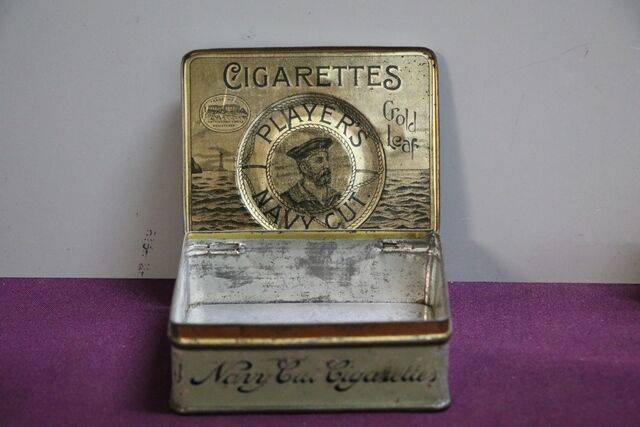 CIGARETTES
PLAYER'S
Gold
Leaf
NAVY CUT
Navy Cut Cigarettes